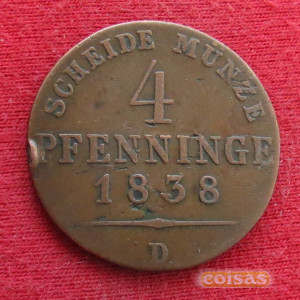 SCHEIDE MÜNZE
4
PFENNINGE
1838
D
coisas